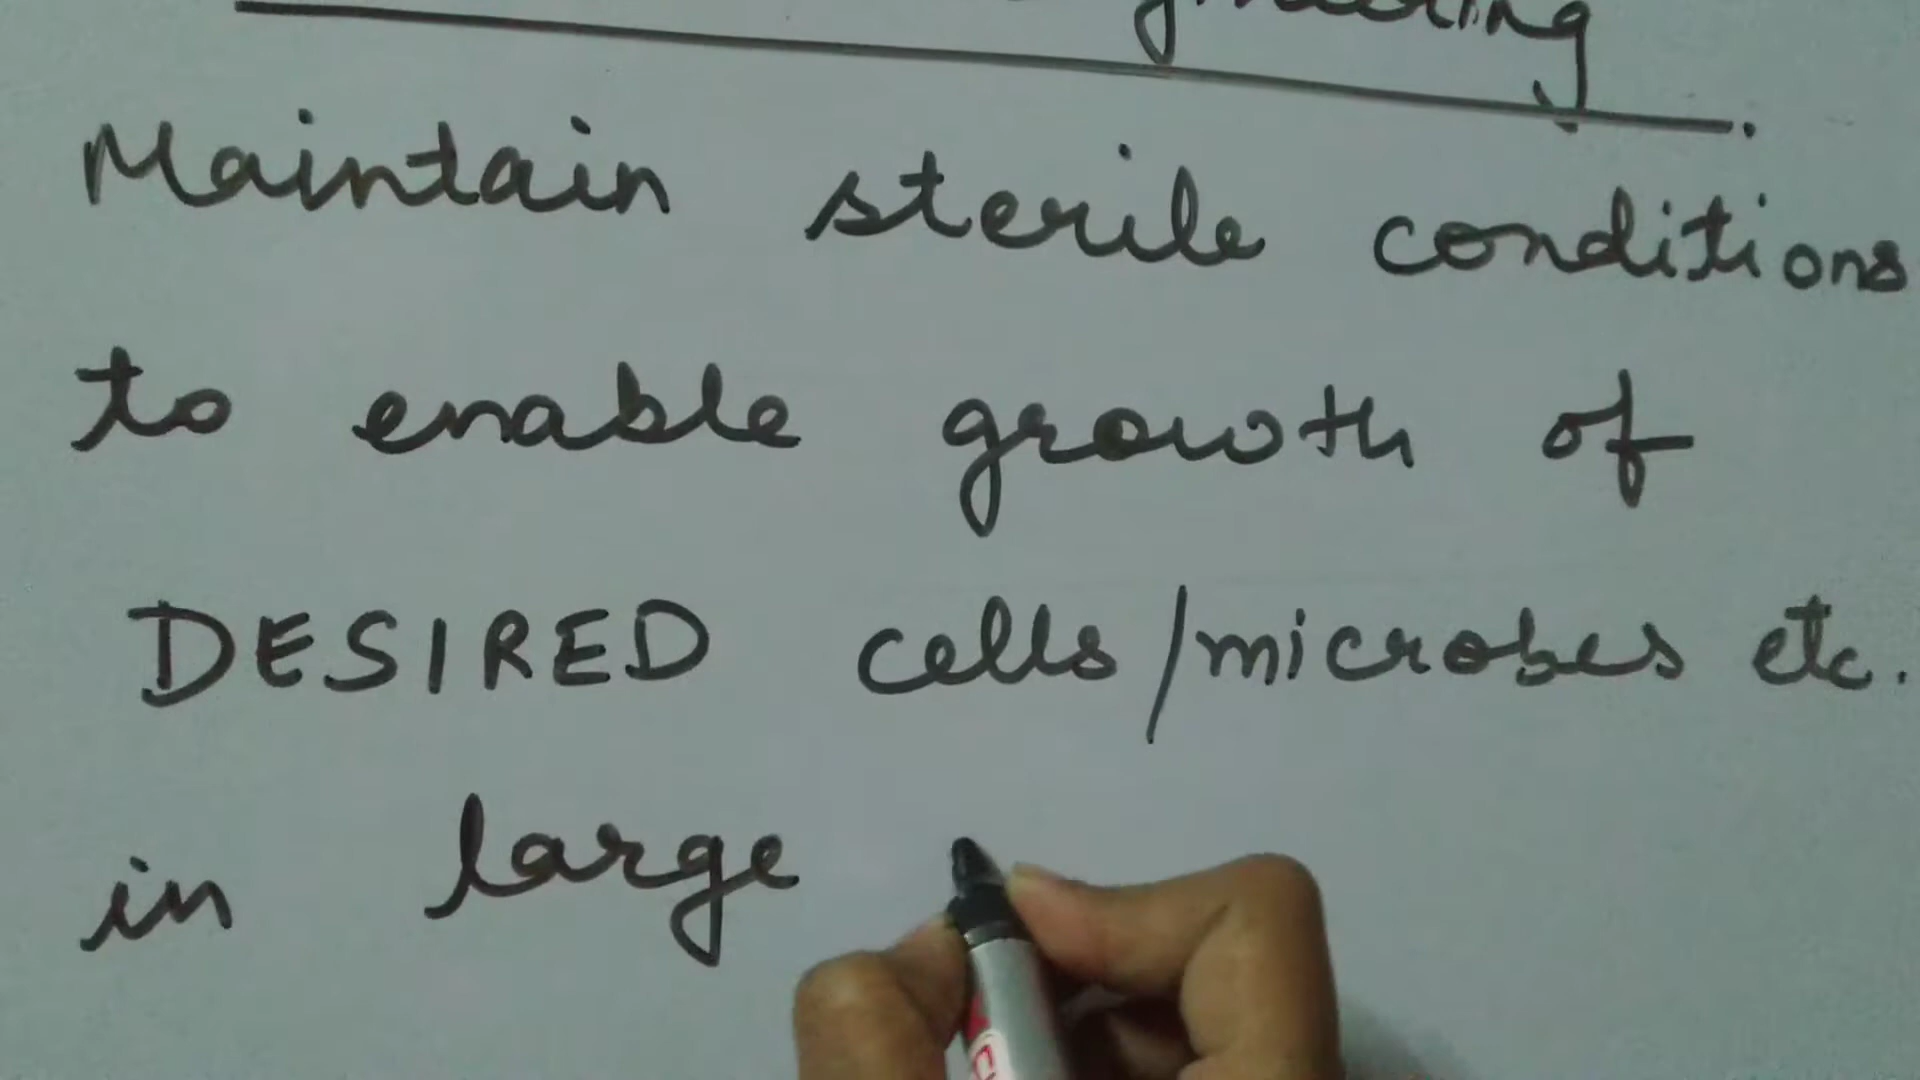 Maintain sterile conditions
to enable growth of
DESIRED cells/microbes etc.
in large